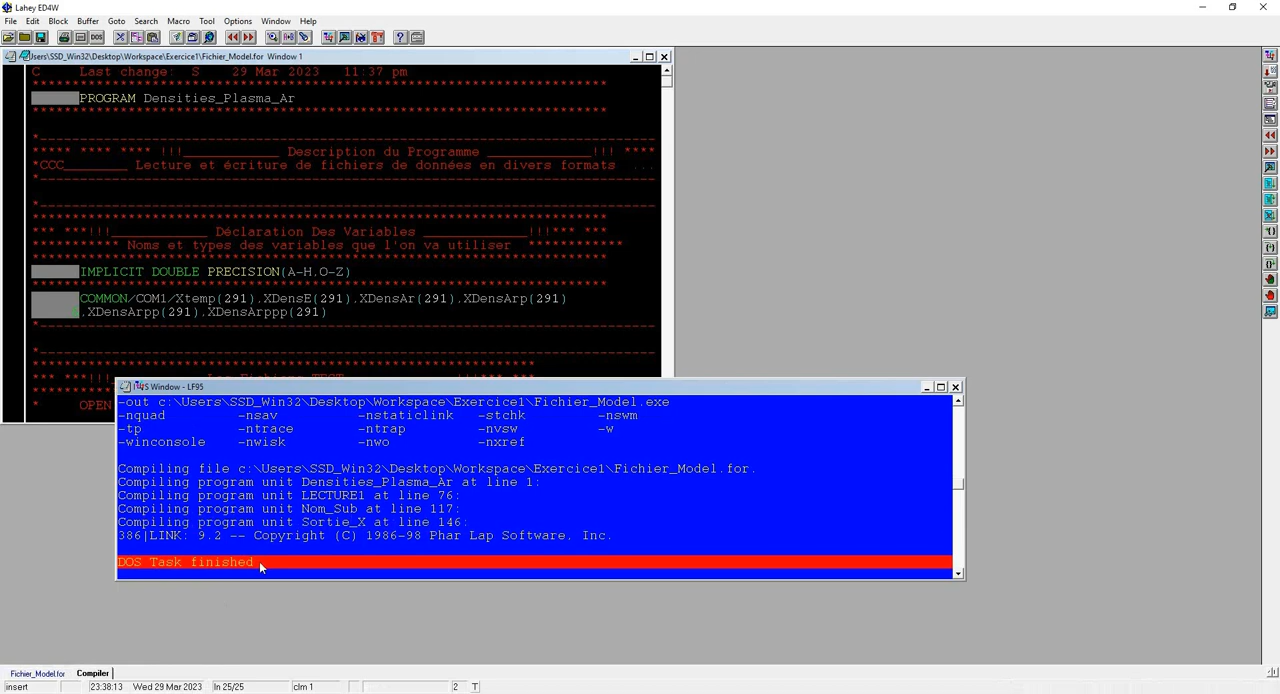 Lahey ED4W
File Edit Block Buffer Goto Search Macro Tool Options Window Help
DOS
Users\SSD_Win32\Desktop\Workspace\Exercice1\Fichier_Model.for Window 1
C Last change: S 29 Mar 2023 11:37 pm
************************************************************************
PROGRAM Densities_Plasma_Ar
************************************************************************
*-----------------------------------------------------------------------------
***** **** **** !!!____________ Description du Programme _____________!!! ****
*CCC________ Lecture et écriture de fichiers de données en divers formats ...
*-----------------------------------------------------------------------------
*-----------------------------------------------------------------------------
************************************************************************
*** ***!!!____________ Déclaration Des Variables _____________!!!*** ***
*********** Noms et types des variables que l'on va utiliser ************
************************************************************************
IMPLICIT DOUBLE PRECISION(A-H,O-Z)
************************************************************************
COMMON/COM1/Xtemp(291),XDensE(291),XDensAr(291),XDensArp(291)
,XDensArpp(291),XDensArppp(291)
*-----------------------------------------------------------------------------
*-----------------------------------------------------------------------------
***************************************************************
* OPEN
S Window - LF95
-out c:\Users\SSD_Win32\Desktop\Workspace\Exercice1\Fichier_Model.exe
-nquad -nsav -nstaticlink -stchk -nswm
-tp -ntrace -ntrap -nvsw -w
-winconsole -nwisk -nwo -nxref
Compiling file c:\Users\SSD_Win32\Desktop\Workspace\Exercice1\Fichier_Model.for.
Compiling program unit Densities_Plasma_Ar at line 1:
Compiling program unit LECTURE1 at line 76:
Compiling program unit Nom_Sub at line 117:
Compiling program unit Sortie_X at line 146:
386|LINK: 9.2 -- Copyright (C) 1986-98 Phar Lap Software, Inc.
DOS Task finished
Fichier_Model.for Compiler
insert 23:38:13 Wed 29 Mar 2023 ln 25/25 clm 1 2 T